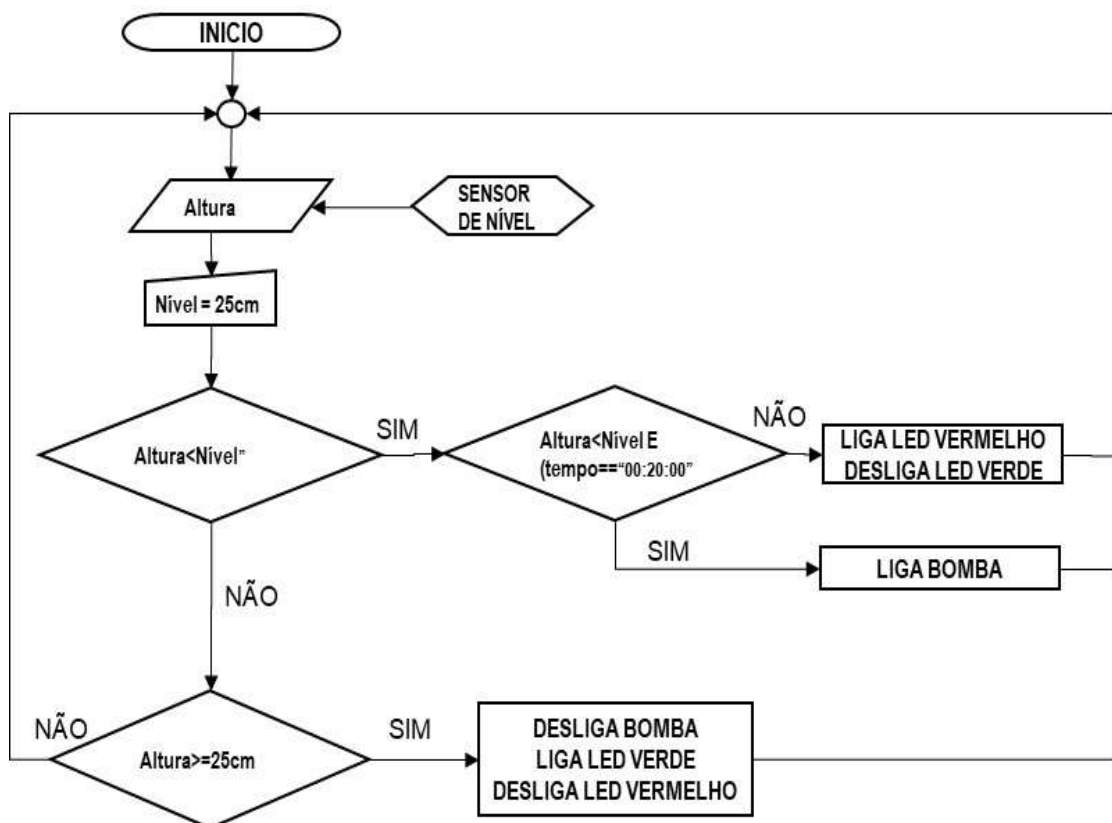 INICIO
Altura
SENSOR
DE NÍVEL
Nível = 25cm
Altura<Nível"
SIM
Altura<Nivel E
(tempo==“00:20:00”
NÃO
LIGA LED VERMELHO
DESLIGA LED VERDE
SIM
LIGA BOMBA
NÃO
NÃO
Altura>=25cm
SIM
DESLIGA BOMBA
LIGA LED VERDE
DESLIGA LED VERMELHO